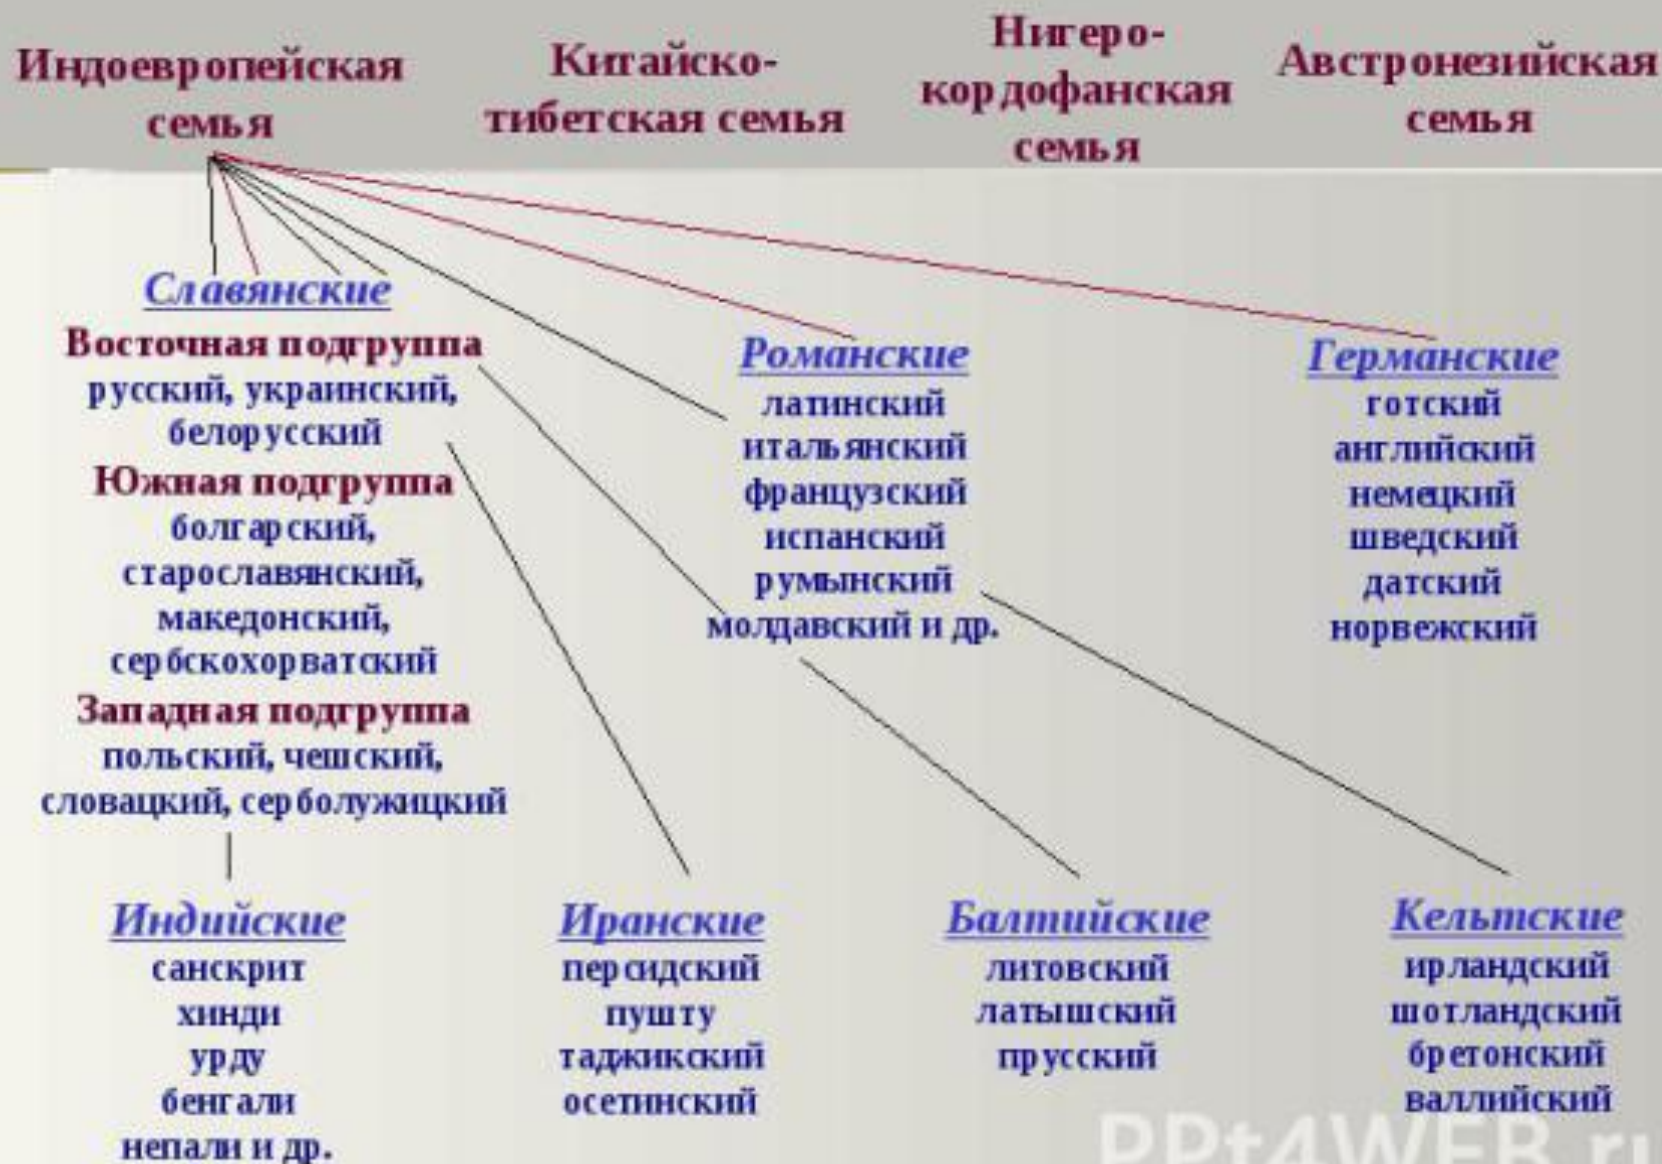 Индоевропейская
семья
Китайско-
тибетская семья
Нигеро-
кордофанская
семья
Австронезийская
семья
Славянские
Восточная подгруппа
русский, украинский,
белорусский
Южная подгруппа
болгарский,
старославянский,
македонский,
сербскохорватский
Западная подгруппа
польский, чешский,
словацкий, серболужицкий
Романские
латинский
итальянский
французский
испанский
румынский
молдавский и др.
Германские
готский
английский
немецкий
шведский
датский
норвежский
Индийские
санскрит
хинди
урду
бенгали
непали и др.
Иранские
персидский
пушту
таджикский
осетинский
Балтийские
литовский
латышский
прусский
Кельтские
ирландский
шотландский
бретонский
валлийский
PPt4WEB.ru